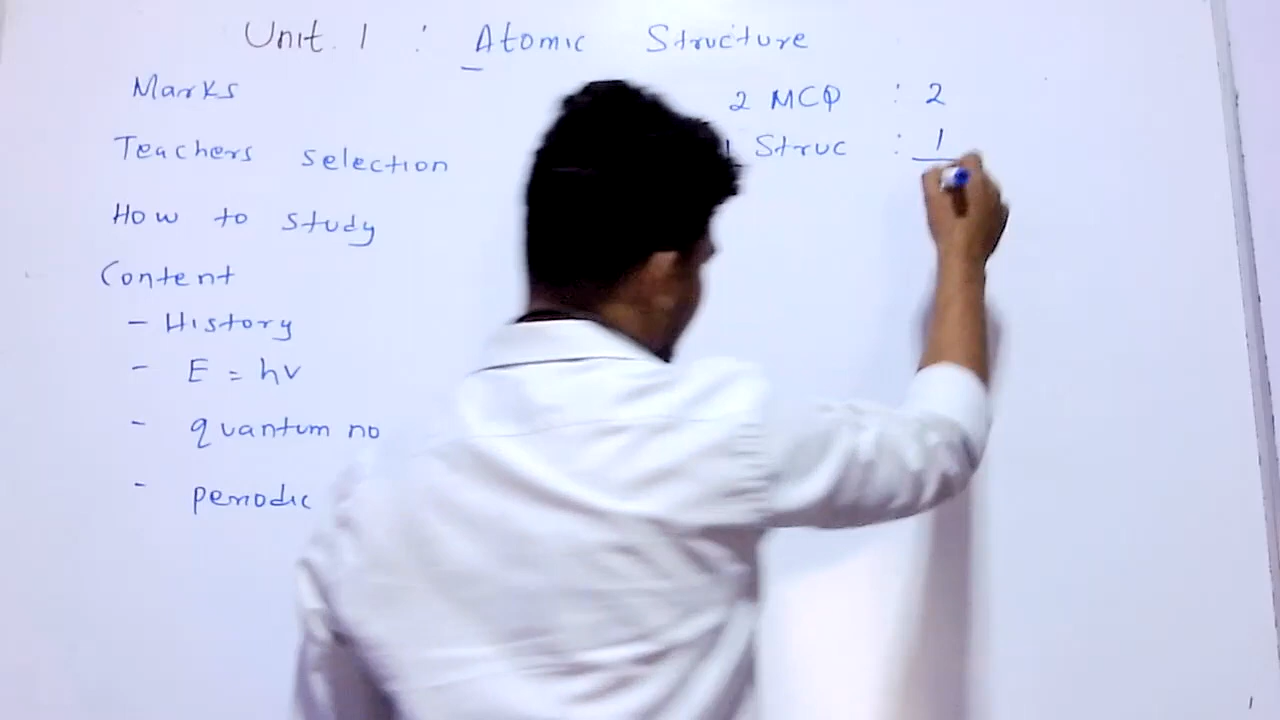 Unit 1 : Atomic Structure
Marks
Teachers selection
How to study
Content
- History
- E = hv
- quantum no
- periodic
2 MCQ : 2
1 Struc : 1